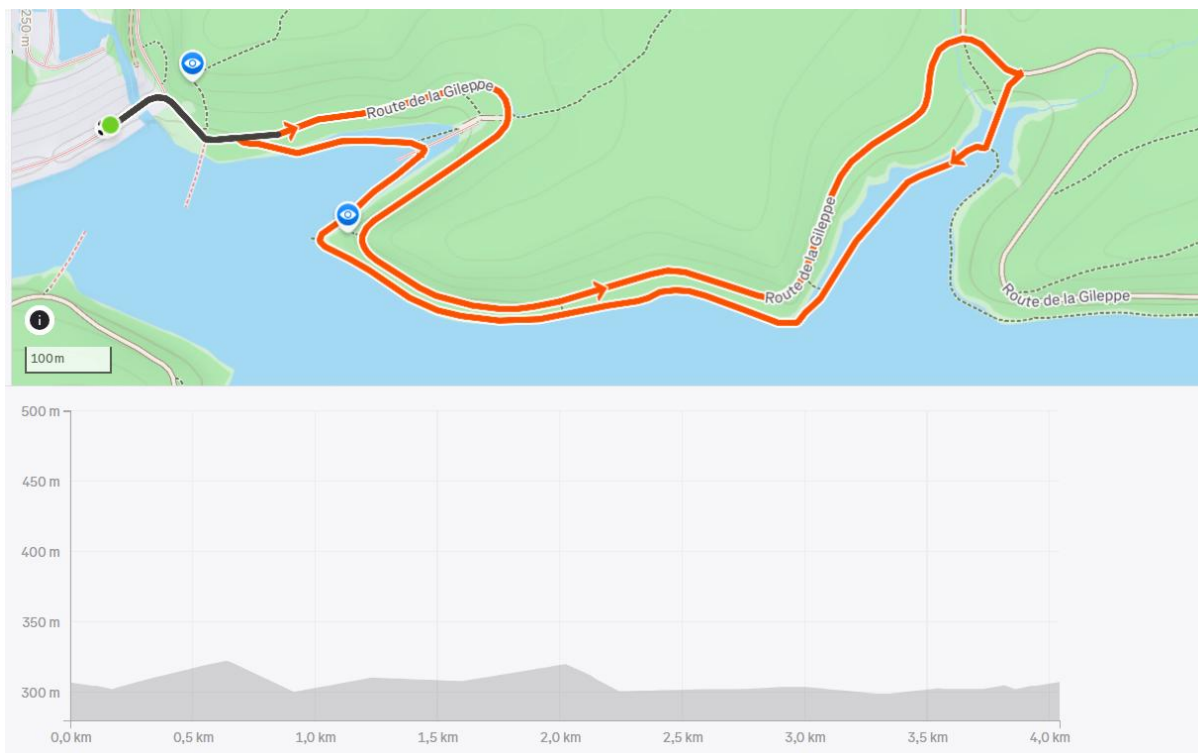 250 m
Route de la Gileppe
Route de la Gileppe
Route de la Gileppe
i
100 m
500 m
450 m
400 m
350 m
300 m
0,0 km
0,5 km
1,0 km
1,5 km
2,0 km
2,5 km
3,0 km
3,5 km
4,0 km